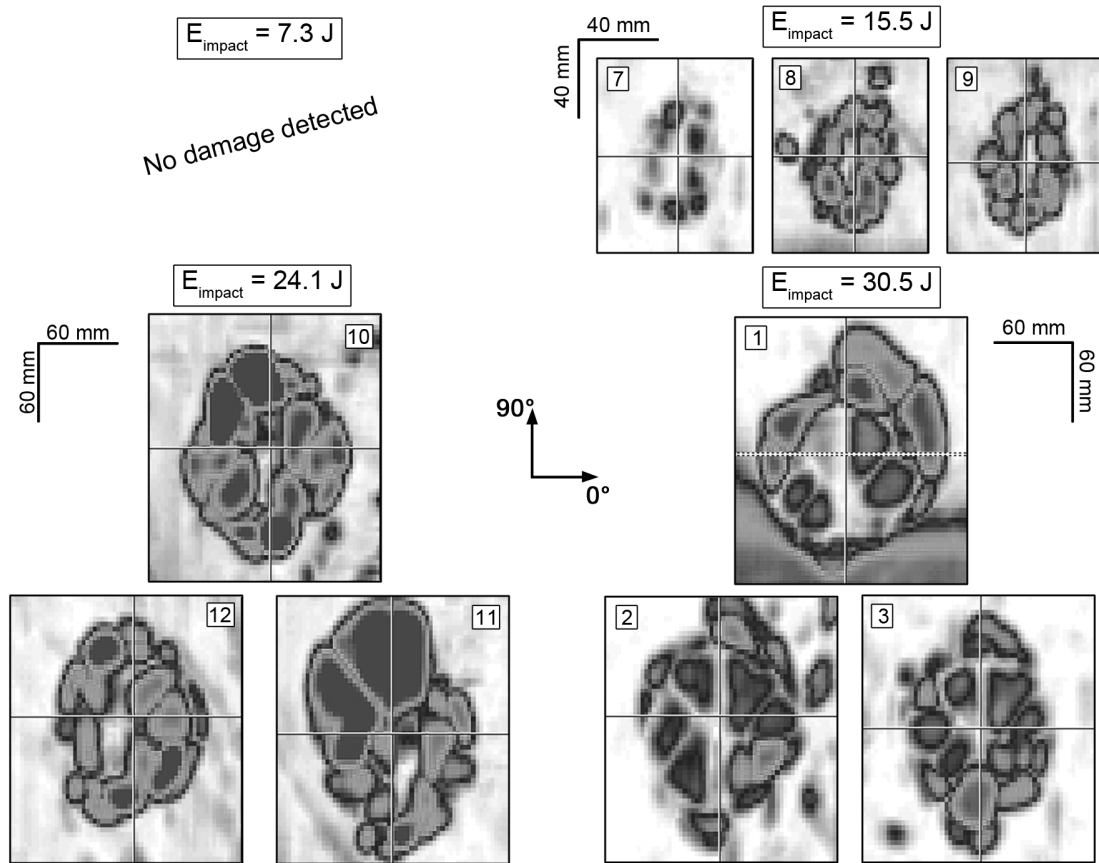 E_impact = 7.3 J
No damage detected
40 mm
40 mm
E_impact = 15.5 J
7
8
9
E_impact = 24.1 J
60 mm
60 mm
10
12
11
90°
0°
E_impact = 30.5 J
60 mm
60 mm
1
2
3